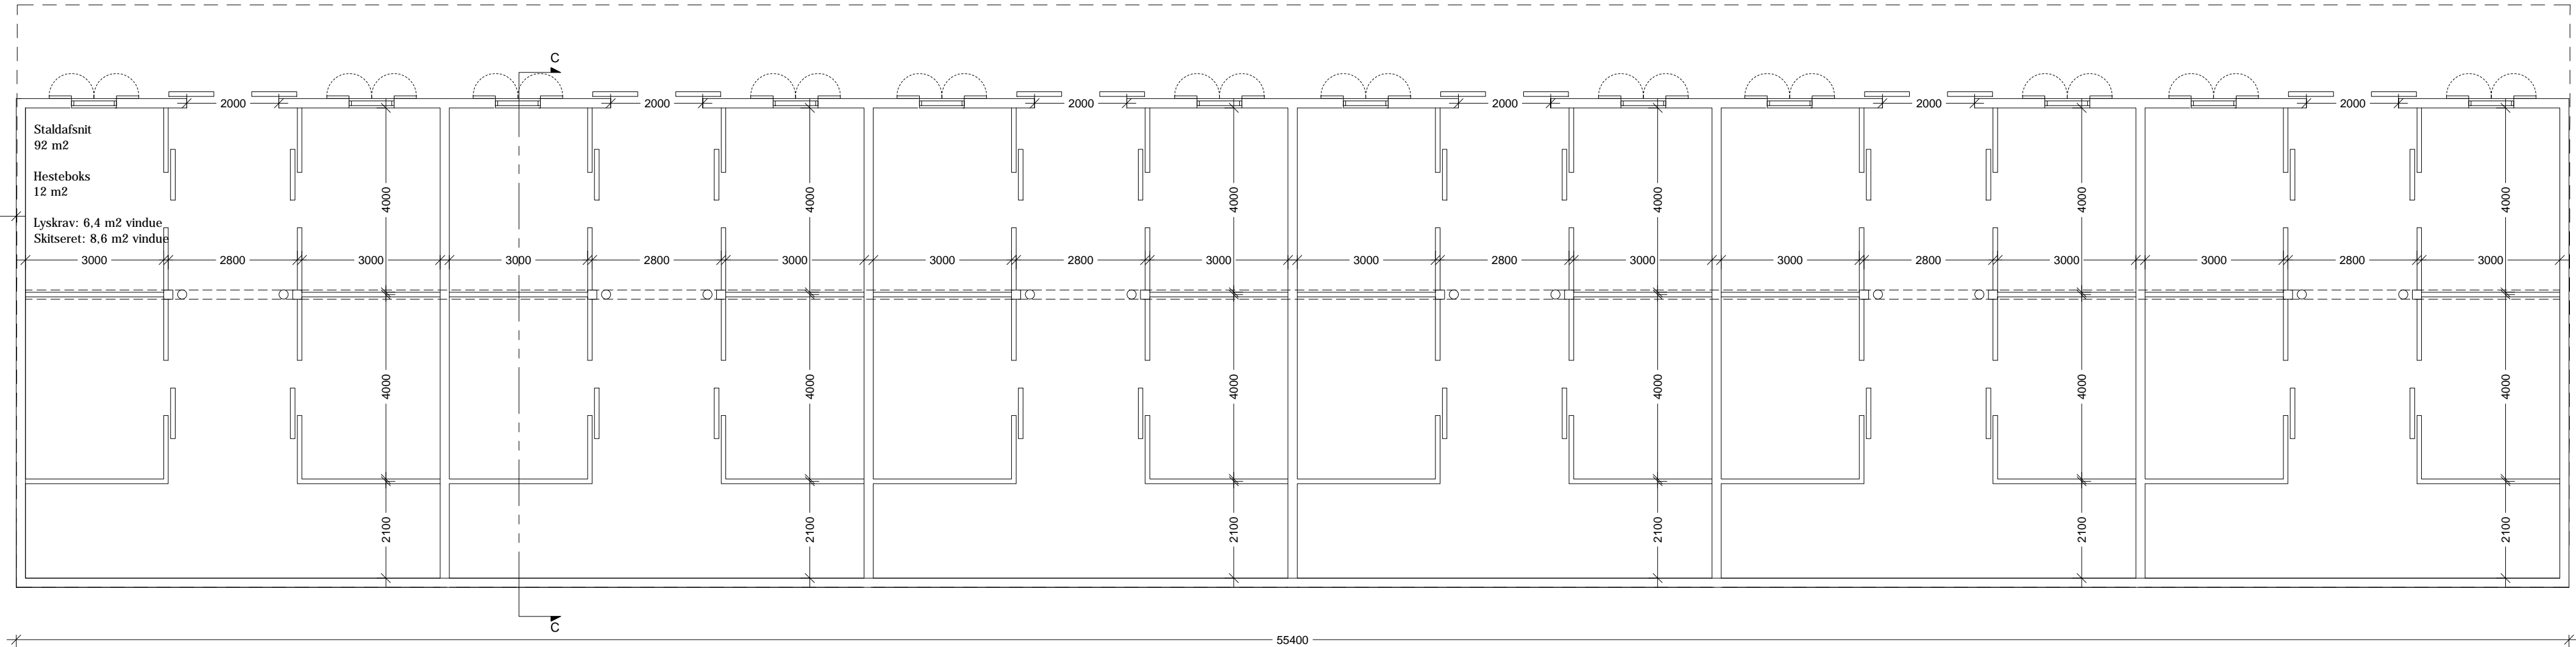 C
2000 2000 2000 2000 2000 2000
Staldafsnit
92 m2
Hesteboks
12 m2
Lyskrav: 6,4 m2 vindue
Skitseret: 8,6 m2 vindue
4000 4000 4000 4000 4000 4000
3000 2800 3000 3000 2800 3000 3000 2800 3000 3000 2800 3000 3000 2800 3000 3000 2800 3000
4000 4000 4000 4000 4000
2100 2100 2100 2100 2100 2100
C
55400